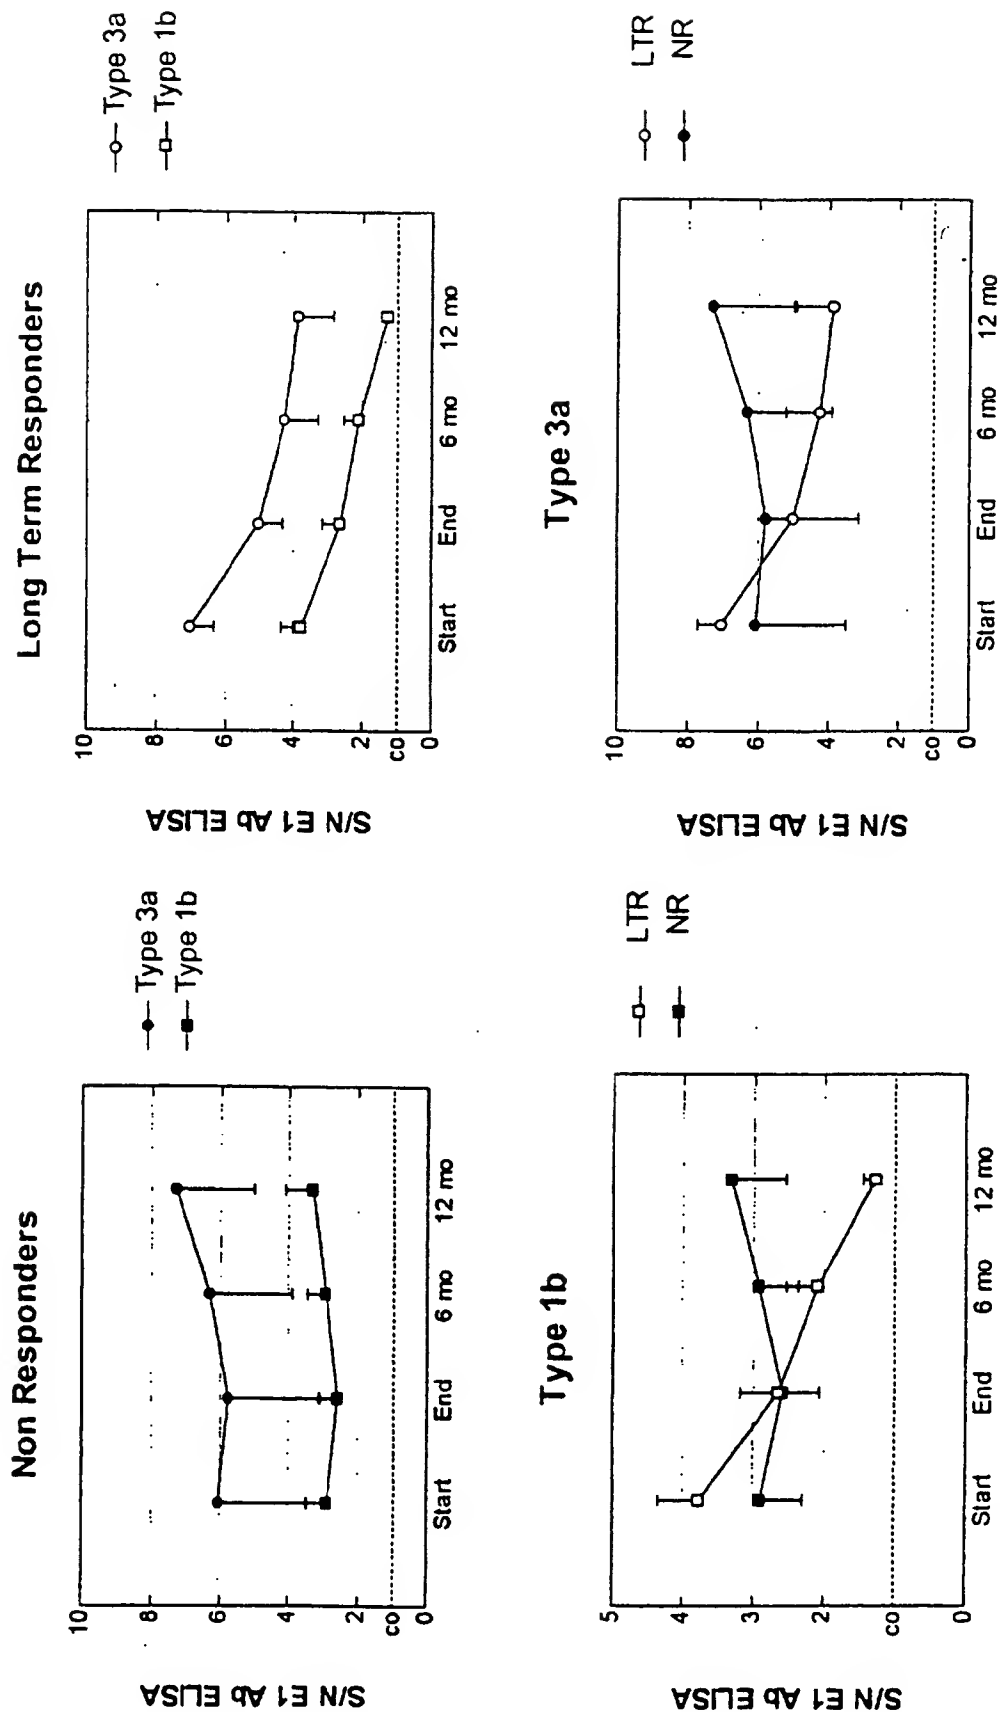 Non Responders
S/N E1 Ab ELISA
10
8
6
4
2
co
0
Start
End
6 mo
12 mo
Type 3a
Type 1b
Long Term Responders
S/N E1 Ab ELISA
10
8
6
4
2
co
0
Start
End
6 mo
12 mo
Type 3a
Type 1b
Type 1b
S/N E1 Ab ELISA
5
4
3
2
co
0
Start
End
6 mo
12 mo
LTR
NR
Type 3a
S/N E1 Ab ELISA
10
8
6
4
2
co
0
Start
End
6 mo
12 mo
LTR
NR